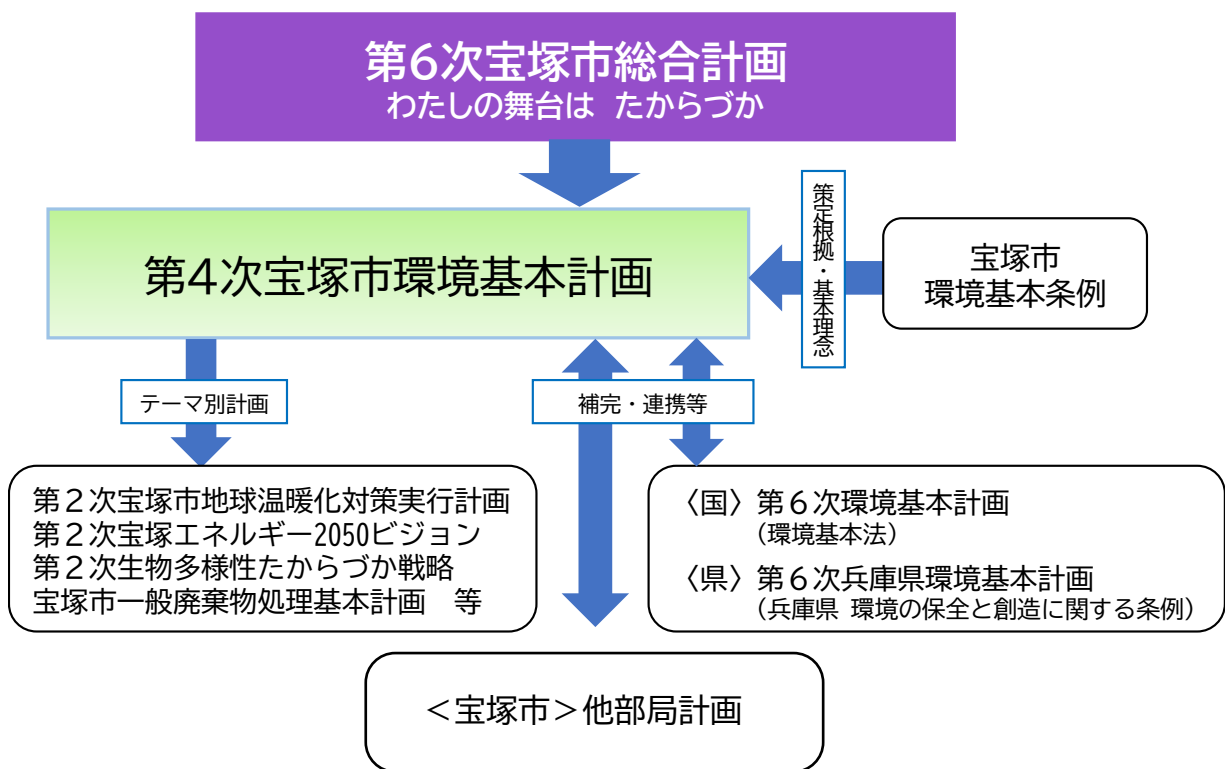 第6次宝塚市総合計画
わたしの舞台は たからづか
策定根拠・基本理念
第4次宝塚市環境基本計画
宝塚市
環境基本条例
テーマ別計画
補完・連携等
第２次宝塚市地球温暖化対策実行計画
第２次宝塚エネルギー2050ビジョン
第２次生物多様性たからづか戦略
宝塚市一般廃棄物処理基本計画　等
〈国〉第６次環境基本計画
（環境基本法）
〈県〉第６次兵庫県環境基本計画
（兵庫県 環境の保全と創造に関する条例）
＜宝塚市＞他部局計画